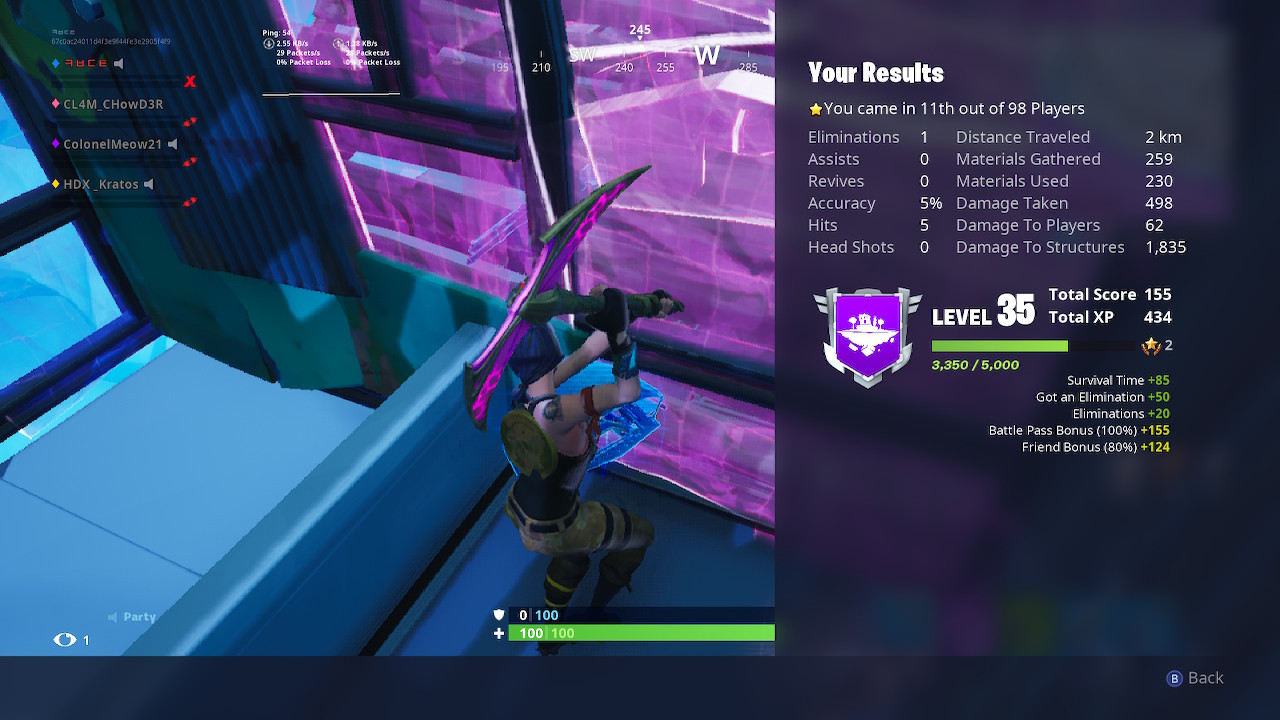 67c0ac24011d4f3e9f44fe3e2905f4f9
CL4M_CHowD3R
ColonelMeow21
HDX_Kratos
Ping: 54
2.55 KB/s 1.38 KB/s
29 Packets/s Packets/s
0% Packet Loss 0% Packet Loss
245
195 210 SW 240 255 W 285
Your Results
You came in 11th out of 98 Players
Eliminations 1 Distance Traveled 2 km
Assists 0 Materials Gathered 259
Revives 0 Materials Used 230
Accuracy 5% Damage Taken 498
Hits 5 Damage To Players 62
Head Shots 0 Damage To Structures 1,835
LEVEL 35
Total Score 155
Total XP 434
2
3,350 / 5,000
Survival Time +85
Got an Elimination +50
Eliminations +20
Battle Pass Bonus (100%) +155
Friend Bonus (80%) +124
Party
1
0 | 100
100 | 100
B Back